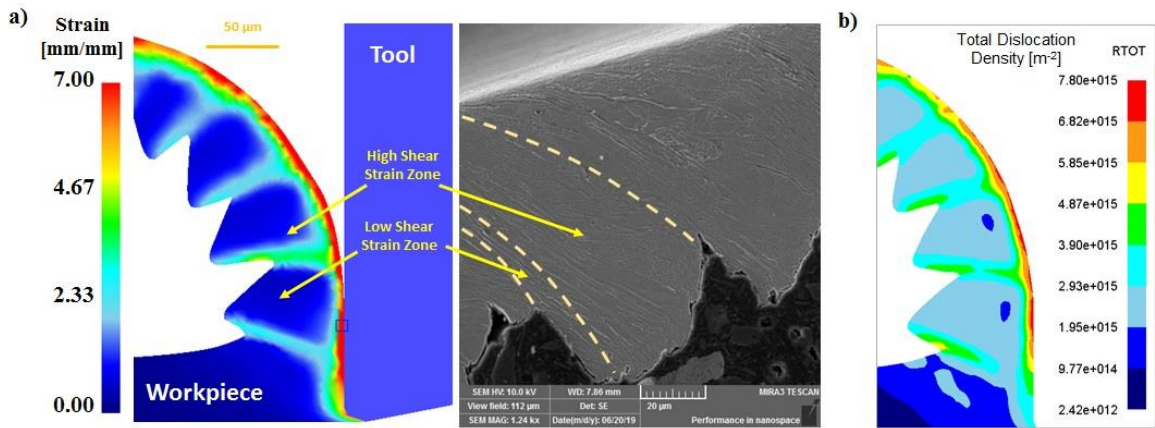 a)
Strain
[mm/mm]
7.00
4.67
2.33
0.00
50 µm
Tool
High Shear
Strain Zone
Low Shear
Strain Zone
Workpiece
SEM HV: 10.0 kV
WD: 7.86 mm
MIRA3 TESCAN
View field: 112 µm
Det: SE
20 µm
SEM MAG: 1.24 kx
Date(m/d/y): 06/20/19
Performance in nanospace
b)
Total Dislocation
Density [m-2]
RTOT
7.80e+015
6.82e+015
5.85e+015
4.87e+015
3.90e+015
2.93e+015
1.95e+015
9.77e+014
2.42e+012